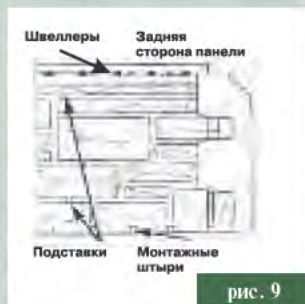 Швеллеры
Задняя
сторона панели
Подставки
Монтажные
штыри
рис. 9